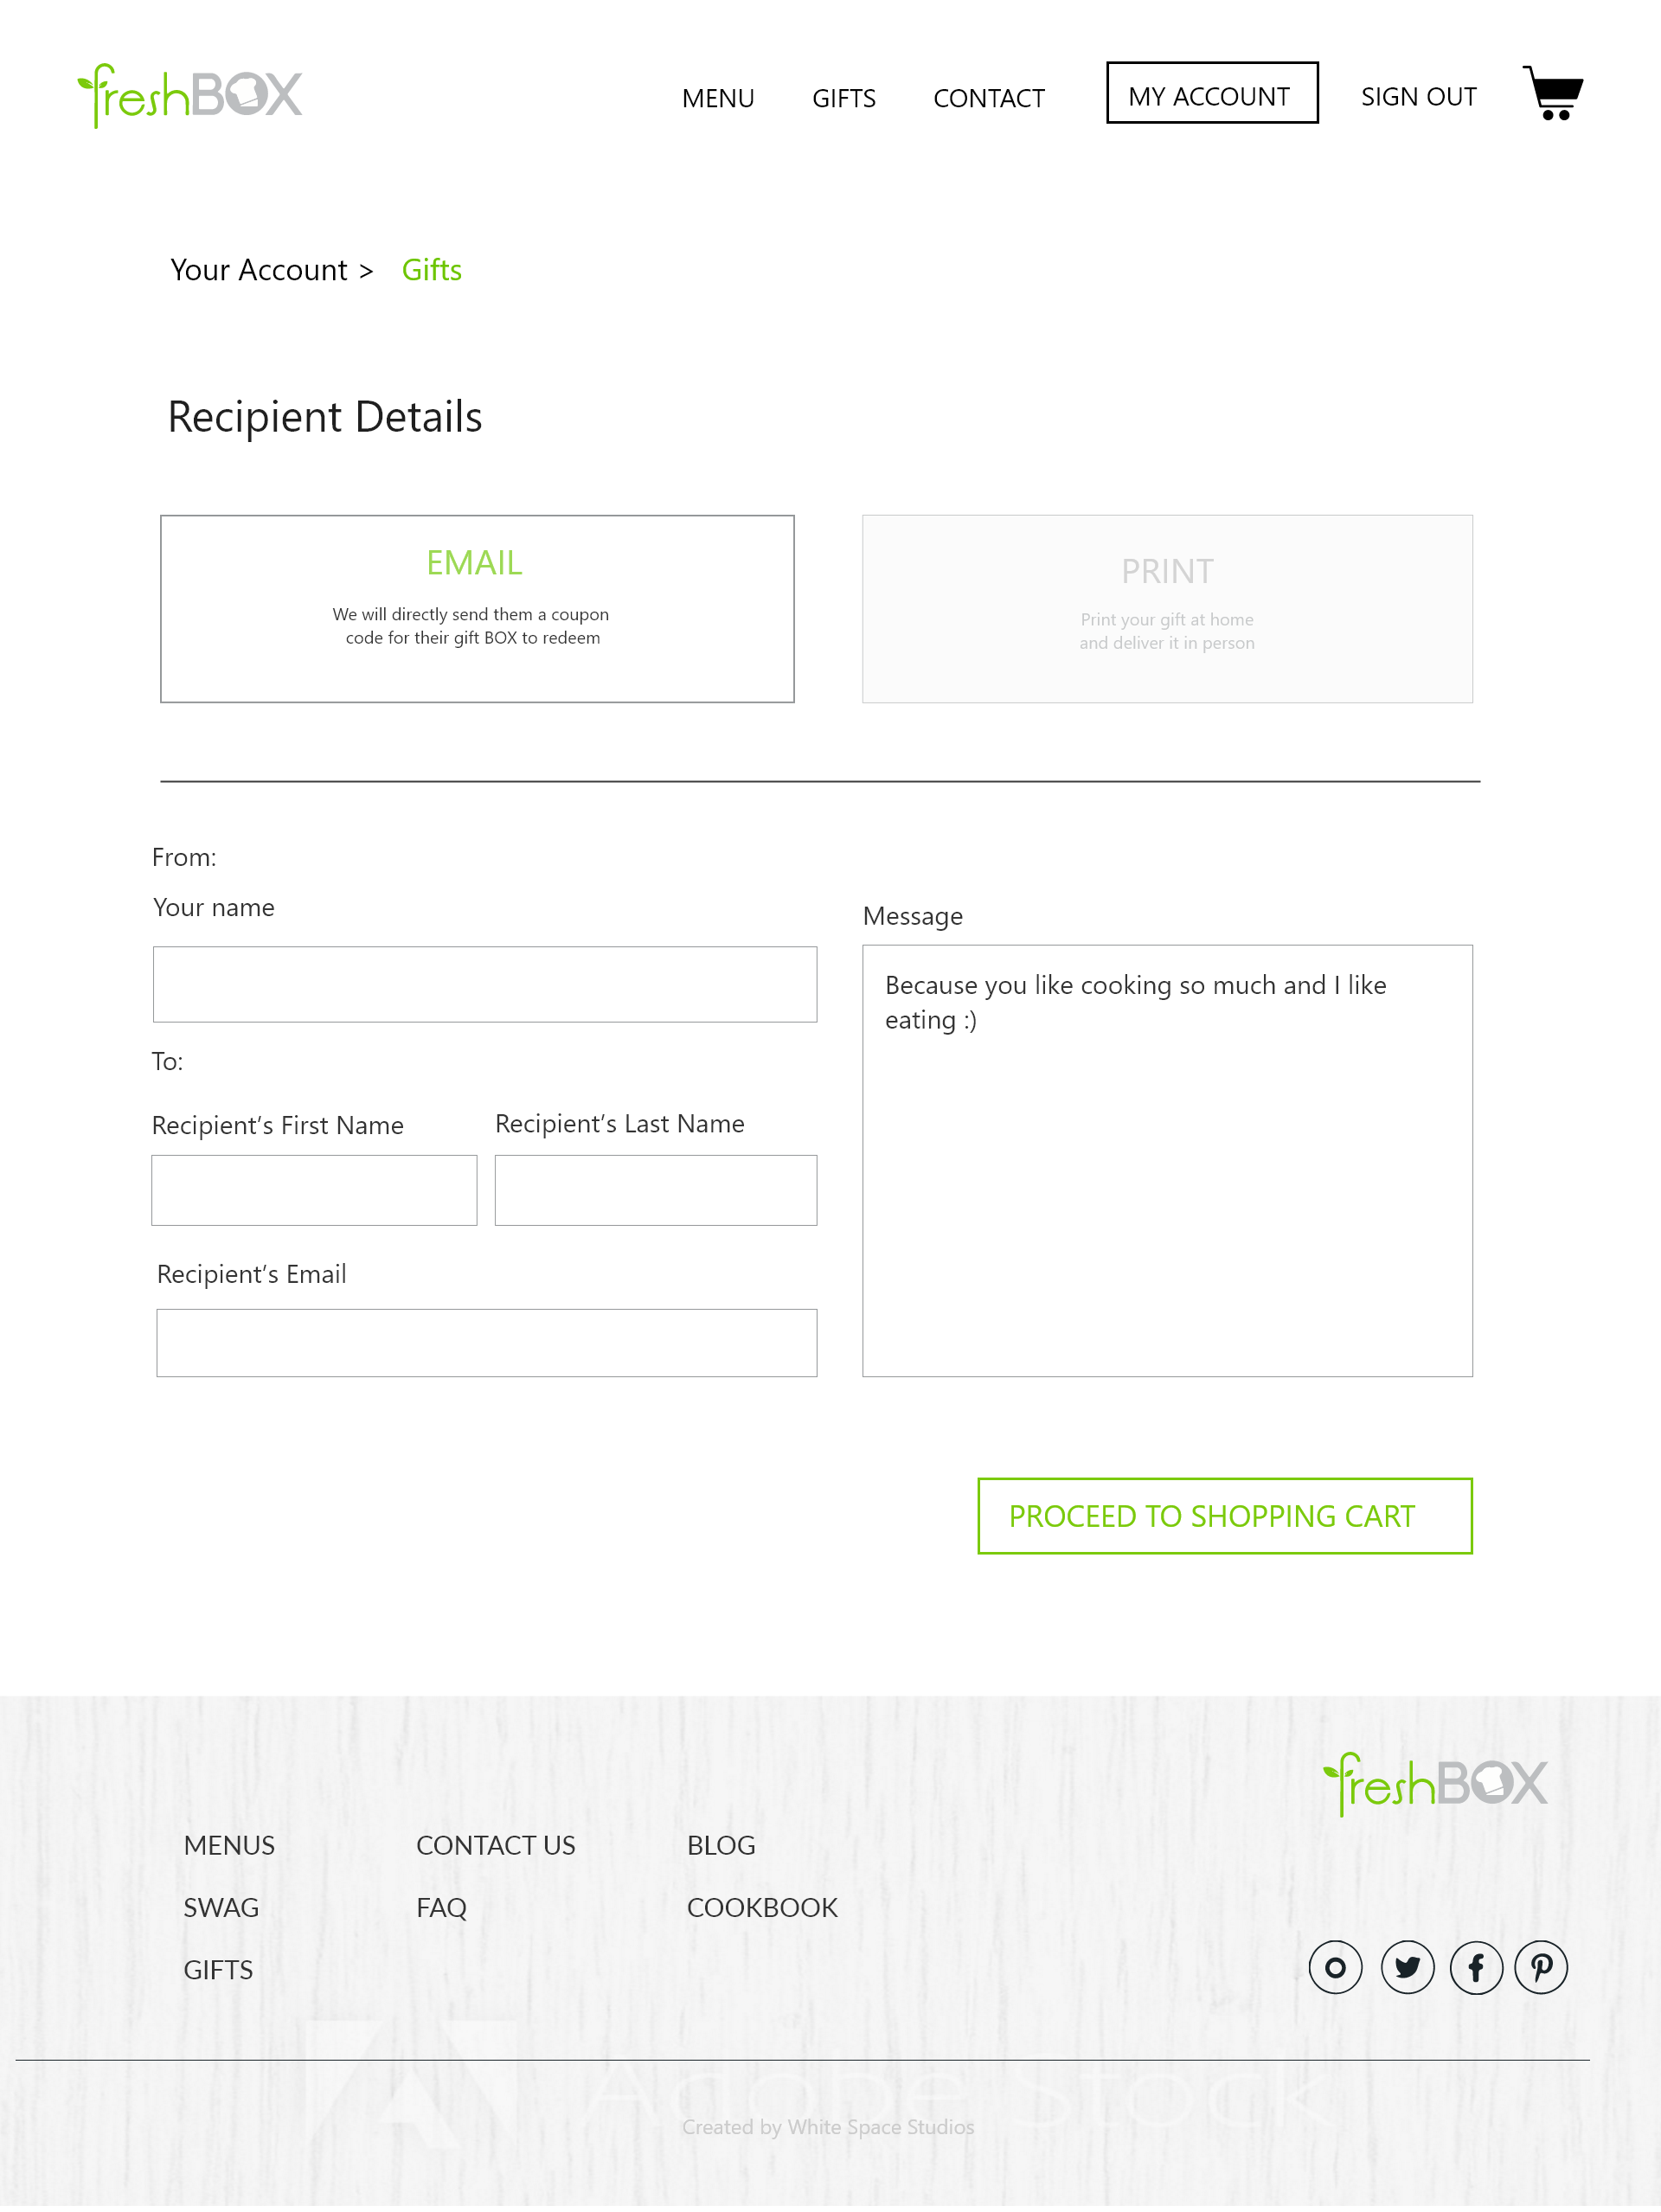 freshBOX
MENU
GIFTS
CONTACT
MY ACCOUNT
SIGN OUT
Your Account > Gifts
Recipient Details
EMAIL
We will directly send them a coupon
code for their gift BOX to redeem
PRINT
Print your gift at home
and deliver it in person
From:
Your name
To:
Recipient’s First Name
Recipient’s Last Name
Recipient’s Email
Message
Because you like cooking so much and I like
eating :)
PROCEED TO SHOPPING CART
freshBOX
MENUS
SWAG
GIFTS
CONTACT US
FAQ
BLOG
COOKBOOK
Adobe Stock
Created by White Space Studios